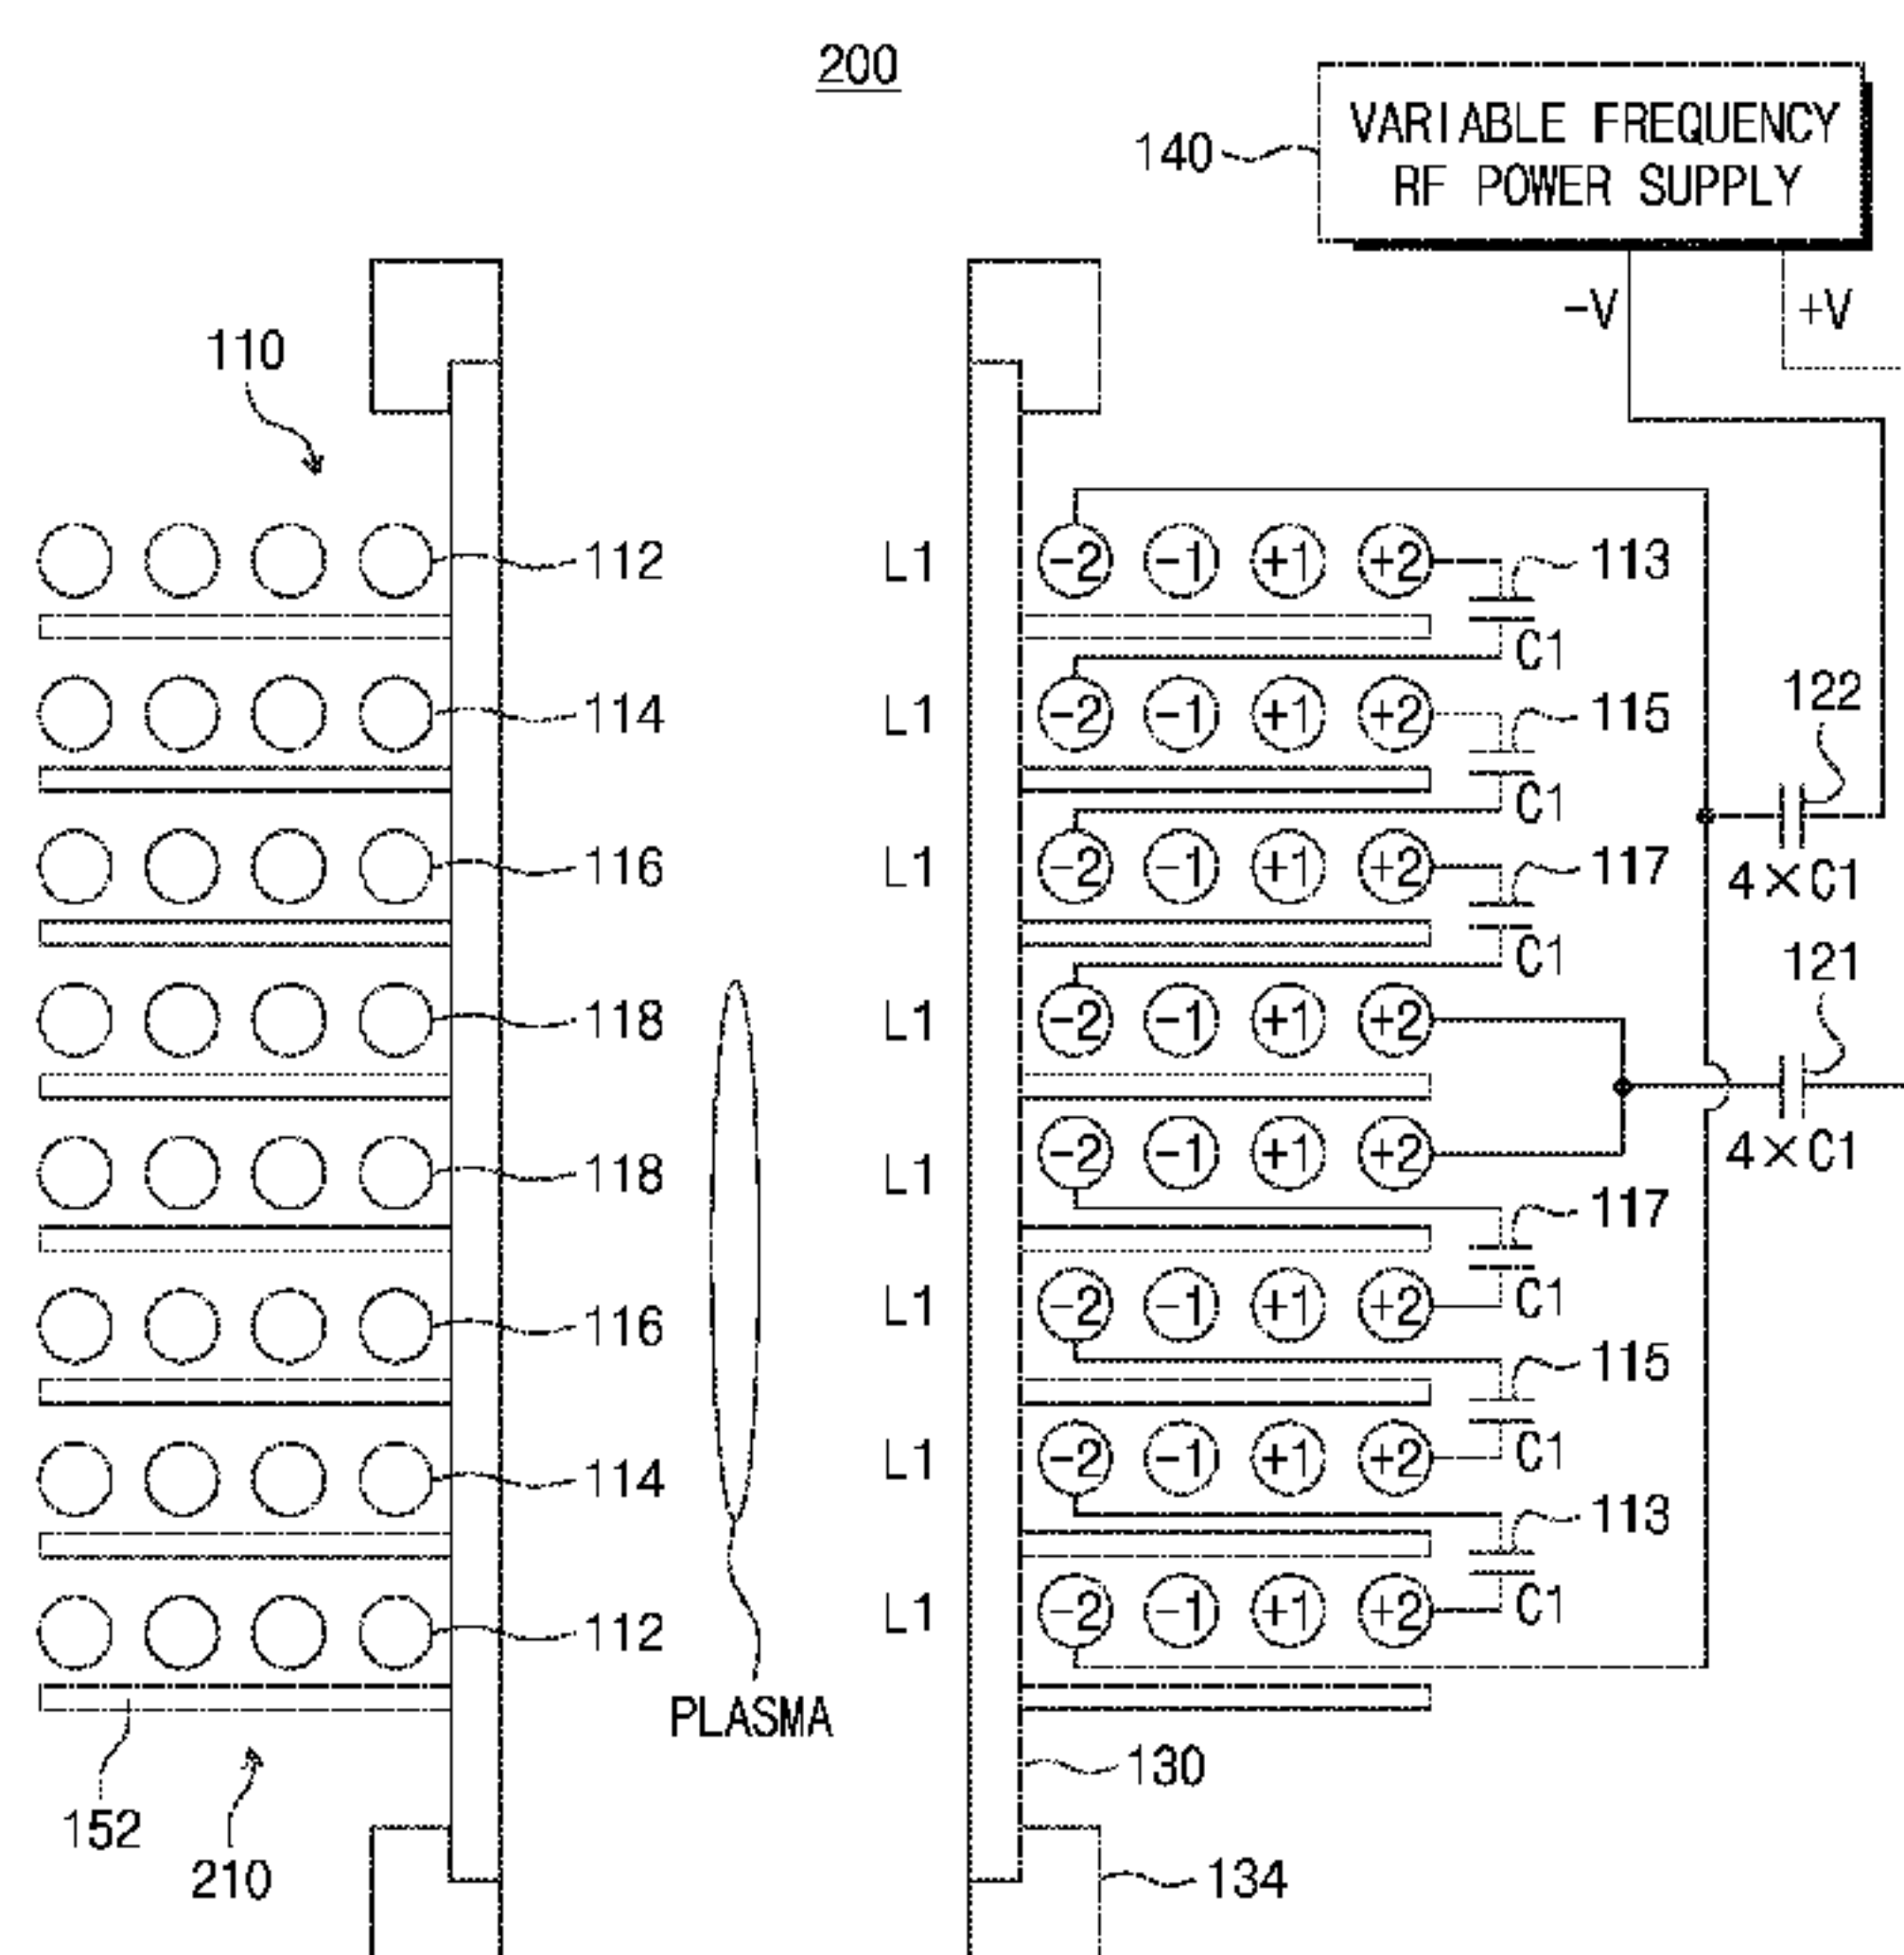 200
VARIABLE FREQUENCY
RF POWER SUPPLY
140
-V
+V
110
112
L1
-2 -1 +1 +2
113
C1
114
L1
-2 -1 +1 +2
115
C1
122
4×C1
116
L1
-2 -1 +1 +2
117
C1
121
4×C1
118
L1
-2 -1 +1 +2
118
L1
-2 -1 +1 +2
117
C1
116
L1
-2 -1 +1 +2
115
C1
114
L1
-2 -1 +1 +2
113
C1
112
L1
-2 -1 +1 +2
PLASMA
130
152
210
134